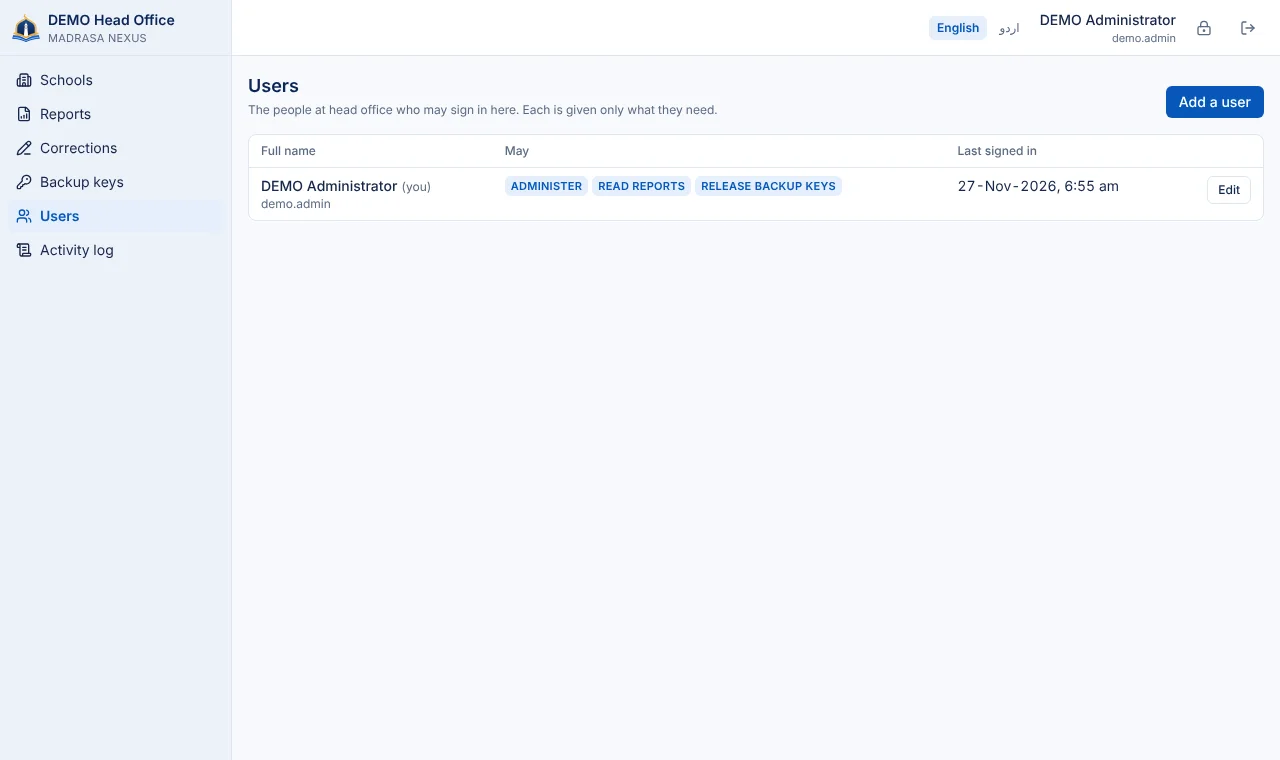 DEMO Head Office
MADRASA NEXUS
English
اردو
DEMO Administrator
demo.admin
Schools
Reports
Corrections
Backup keys
Users
Activity log
Users
The people at head office who may sign in here. Each is given only what they need.
Add a user
Full name May Last signed in
DEMO Administrator (you) ADMINISTER READ REPORTS RELEASE BACKUP KEYS 27-Nov-2026, 6:55 am Edit
demo.admin